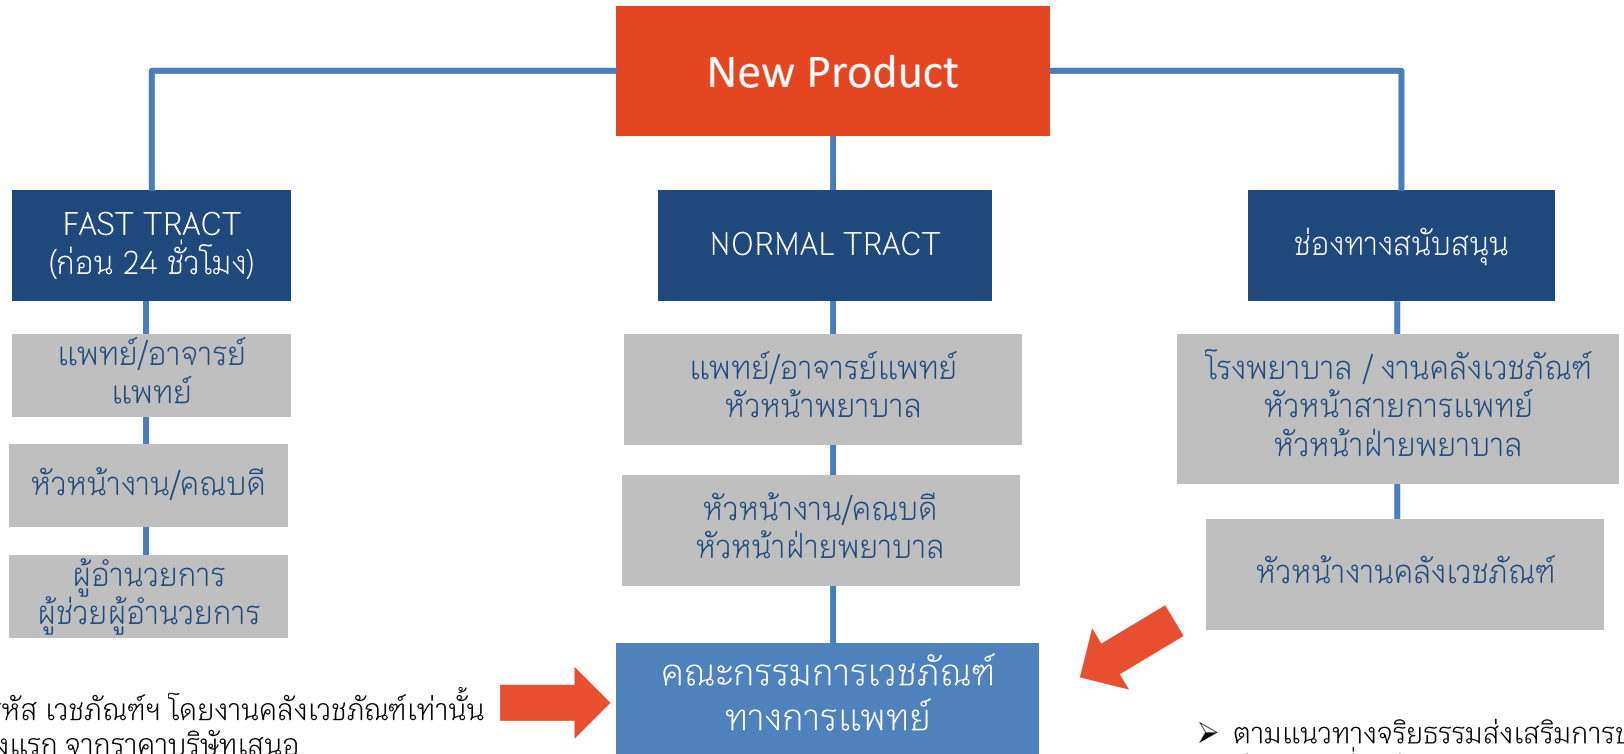 New Product
FAST TRACT
(ก่อน 24 ชั่วโมง)
แพทย์/อาจารย์
แพทย์
หัวหน้างาน/คณบดี
ผู้อำนวยการ
ผู้ช่วยผู้อำนวยการ
NORMAL TRACT
แพทย์/อาจารย์แพทย์
หัวหน้าพยาบาล
หัวหน้างาน/คณบดี
หัวหน้าฝ่ายพยาบาล
คณะกรรมการเวชภัณฑ์
ทางการแพทย์
ช่องทางสนับสนุน
โรงพยาบาล / งานคลังเวชภัณฑ์
หัวหน้าสายการแพทย์
หัวหน้าฝ่ายพยาบาล
หัวหน้างานคลังเวชภัณฑ์
เวชภัณฑ์ฯ โดยงานคลังเวชภัณฑ์เท่านั้น
จากราคาบริษัทเสนอ
➢ ตามแนวทางจริยธรรมส่งเสริมการ